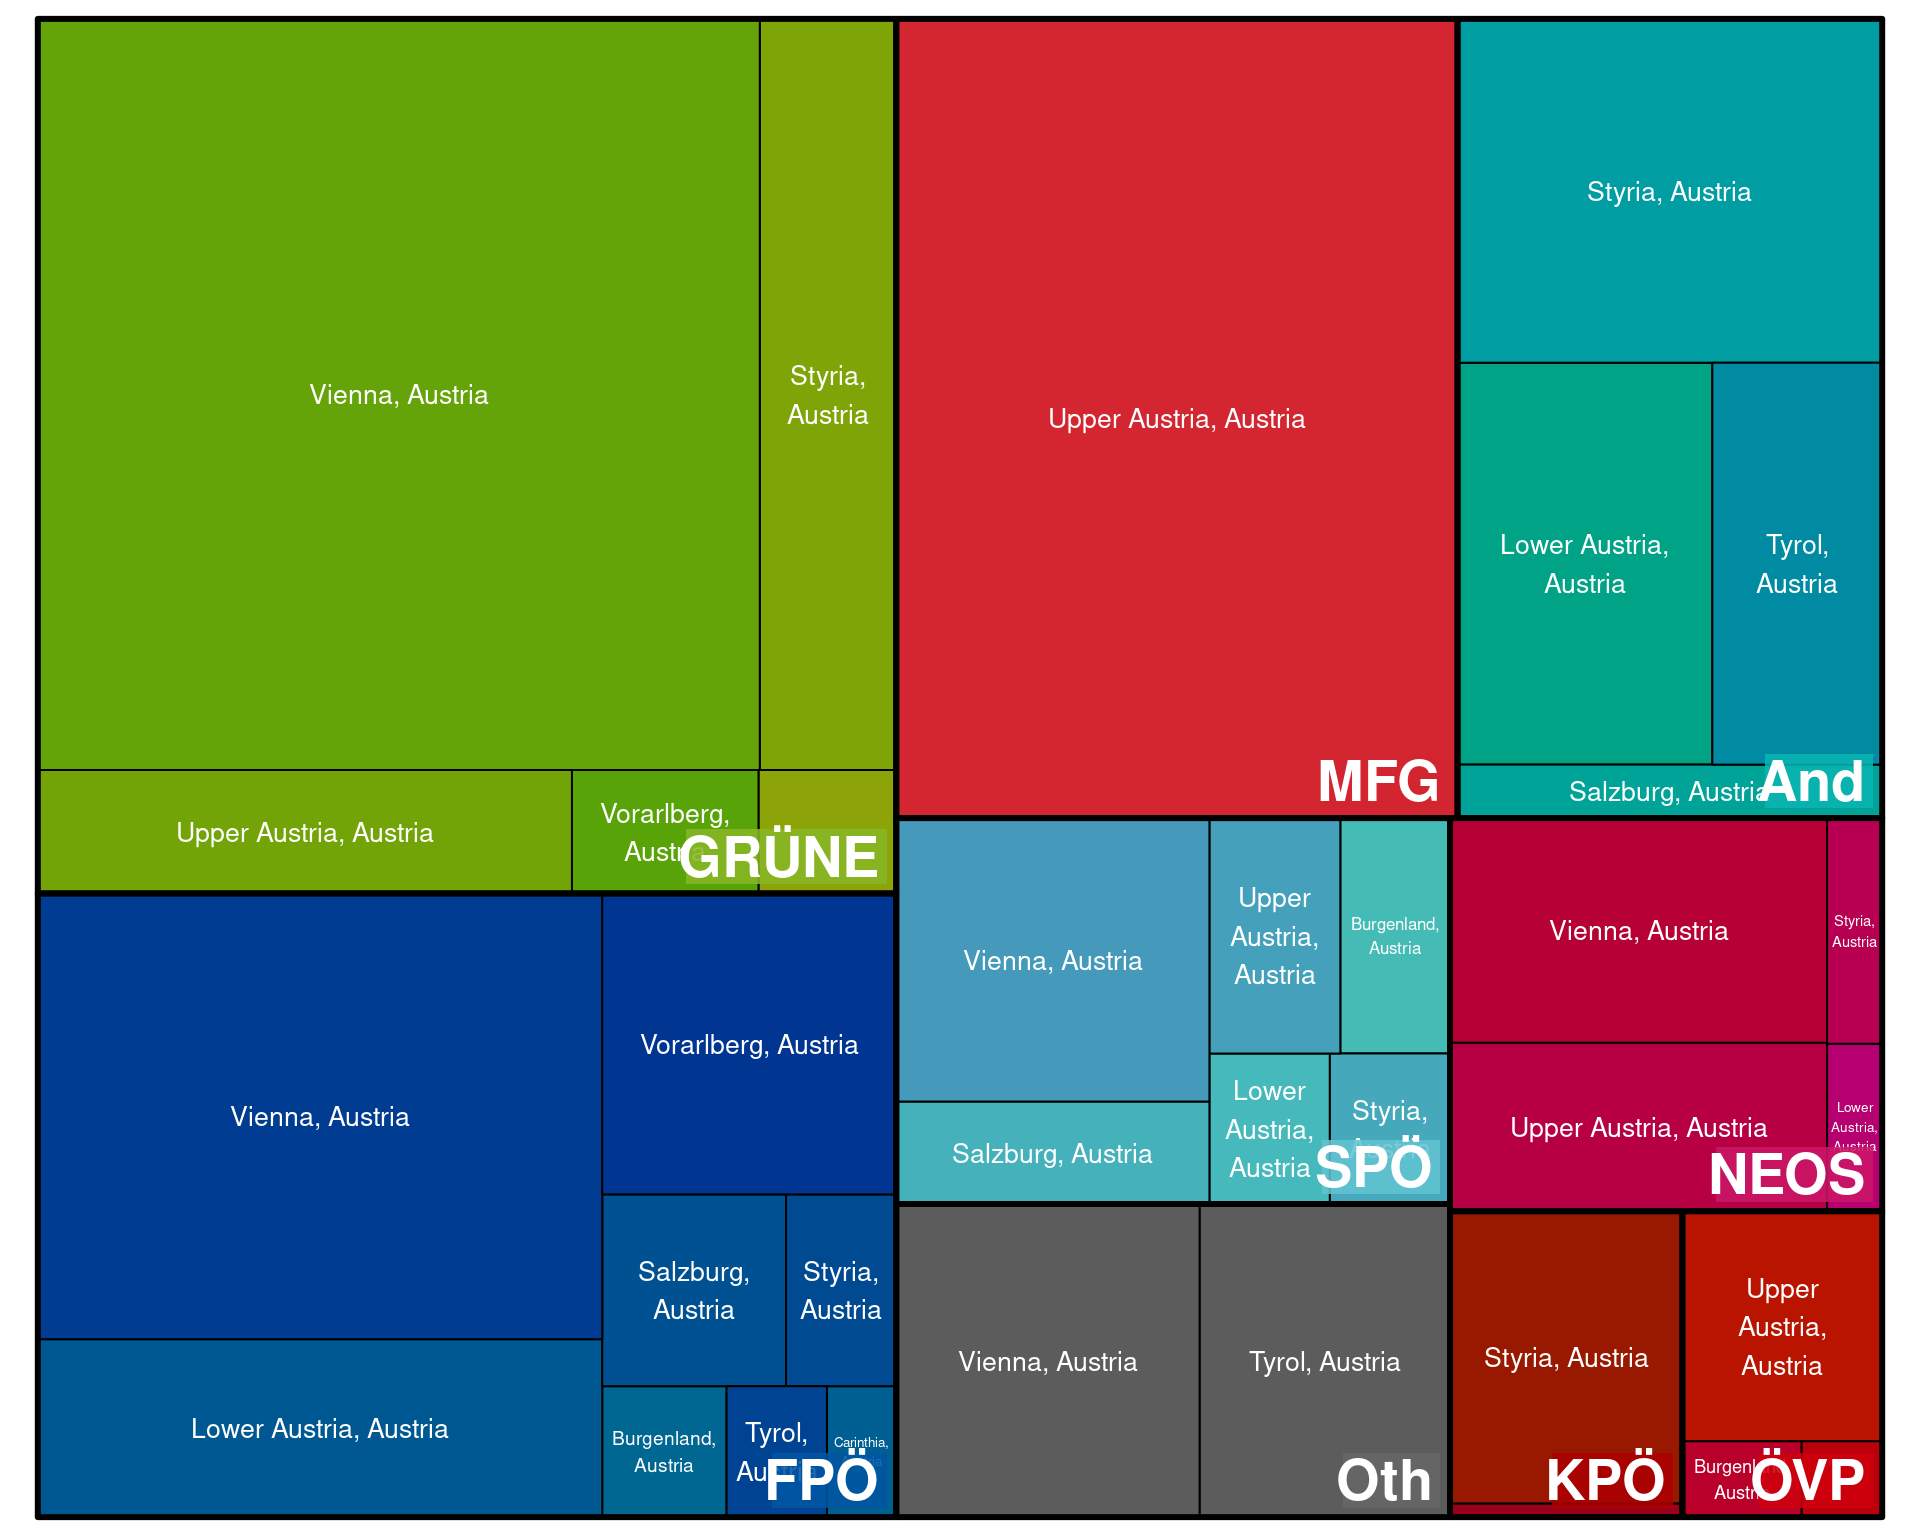 Vienna, Austria
Styria,
Austria
Upper Austria, Austria
Vorarlberg,
GRÜNE
Upper Austria, Austria
MFG
Styria, Austria
Lower Austria,
Austria
Tyrol,
Austria
Salzburg, Austria
And
Vienna, Austria
Vorarlberg, Austria
Salzburg,
Austria
Styria,
Austria
Lower Austria, Austria
Burgenland,
Austria
Tyrol,
Carinthia,
FPÖ
Vienna, Austria
Upper
Austria,
Austria
Burgenland,
Austria
Salzburg, Austria
Lower
Austria,
Austria
Styria,
SPÖ
Vienna, Austria
Styria,
Austria
Upper Austria, Austria
Lower
Austria,
Austria
NEOS
Vienna, Austria
Tyrol, Austria
Oth
Styria, Austria
KPÖ
Upper
Austria,
Austria
ÖVP